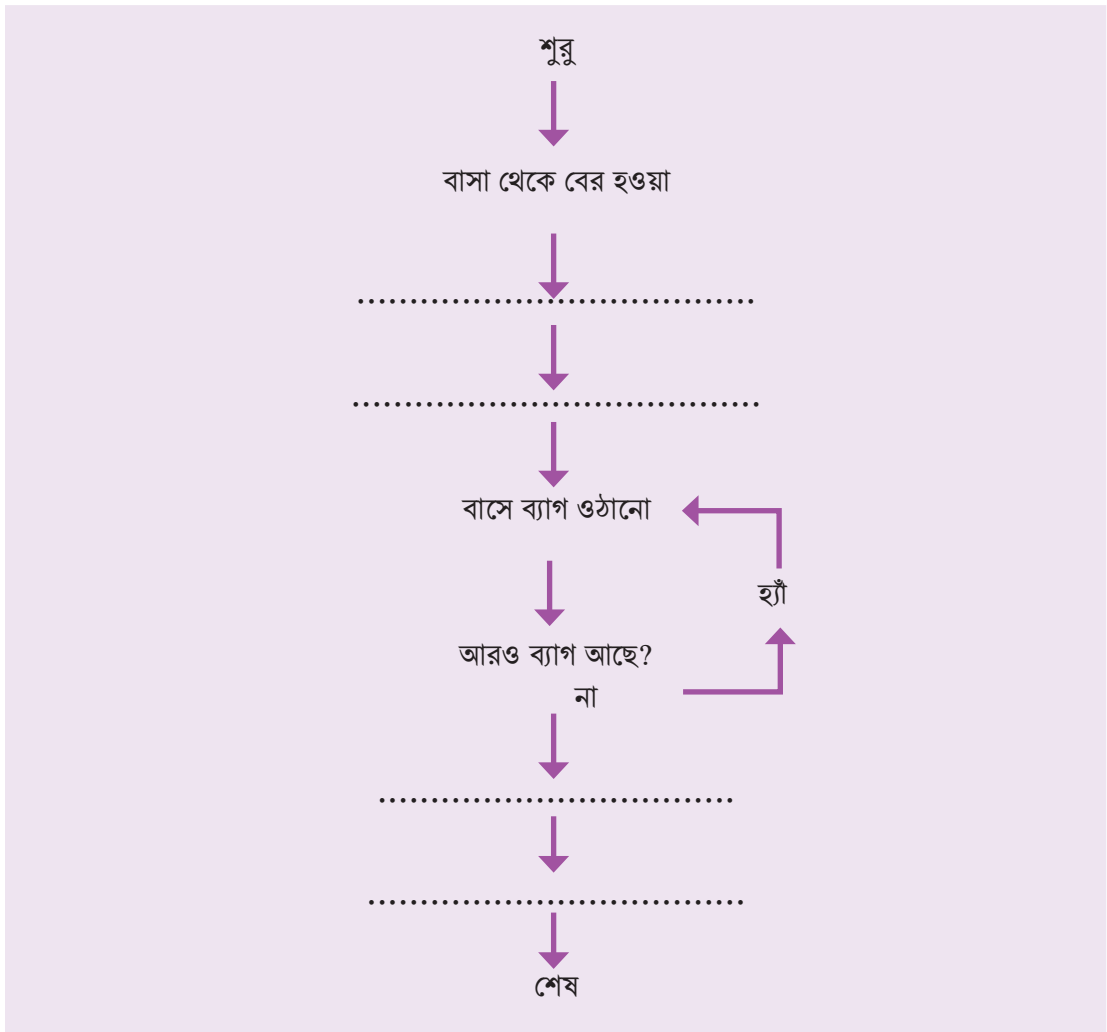 শুরু
বাসা থেকে বের হওয়া
......................................
.......................................
বাসে ব্যাগ ওঠানো
হ্যাঁ
আরও ব্যাগ আছে?
না
..................................
....................................
শেষ